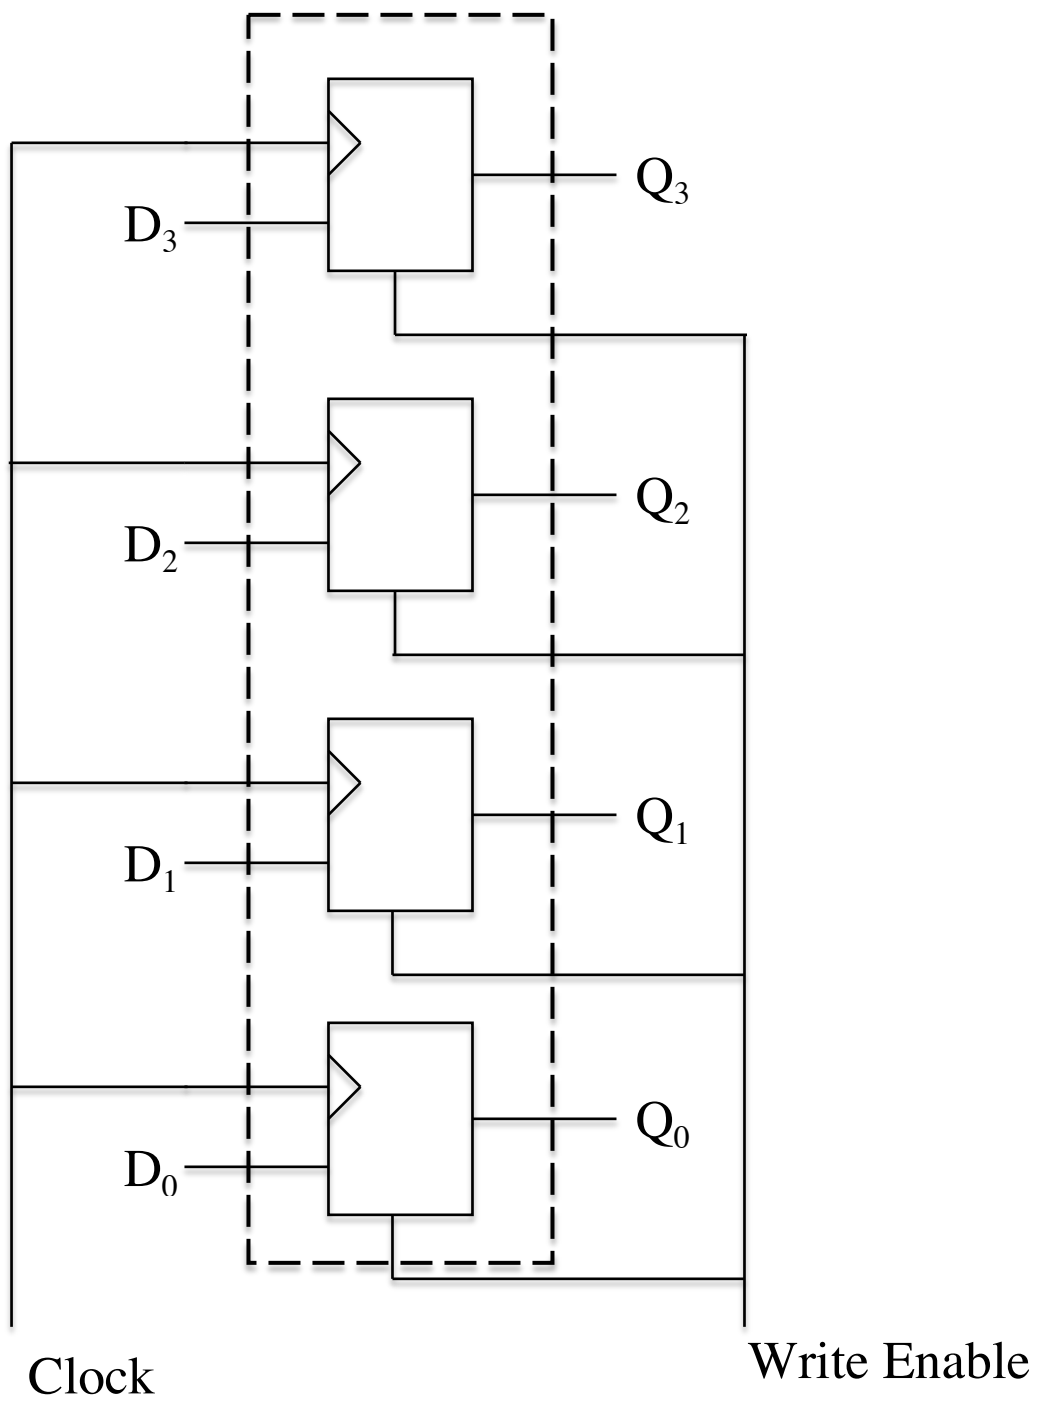 Q₃
D₃
Q₂
D₂
Q₁
D₁
Q₀
D₀
Write Enable
Clock